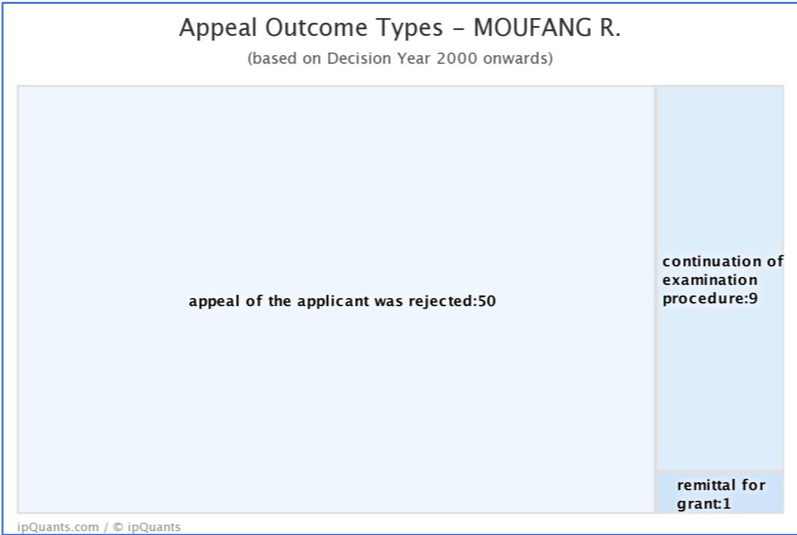 Appeal Outcome Types – MOUFANG R.
(based on Decision Year 2000 onwards)
appeal of the applicant was rejected:50
continuation of
examination
procedure:9
remittal for
grant:1
ipQuants.com / © ipQuants